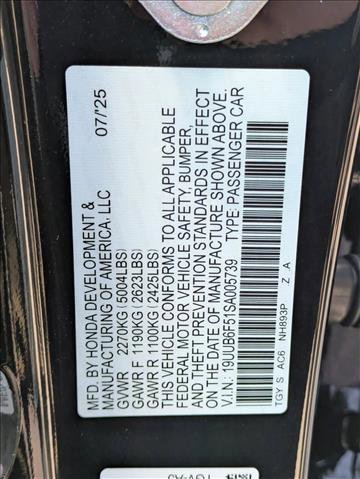 MFD. BY HONDA DEVELOPMENT &
MANUFACTURING OF AMERICA, LLC 07/25
GVWR 2270KG (5004LBS)
GAWR F 1190KG (2623LBS)
GAWR R 1100KG (2425LBS)
THIS VEHICLE CONFORMS TO ALL APPLICABLE
FEDERAL MOTOR VEHICLE SAFETY, BUMPER,
AND THEFT PREVENTION STANDARDS IN EFFECT
ON THE DATE OF MANUFACTURE SHOWN ABOVE.
V.I.N.: 19UUB6F51SA005739 TYPE: PASSENGER CAR
TGY S AC6 NH893P Z A